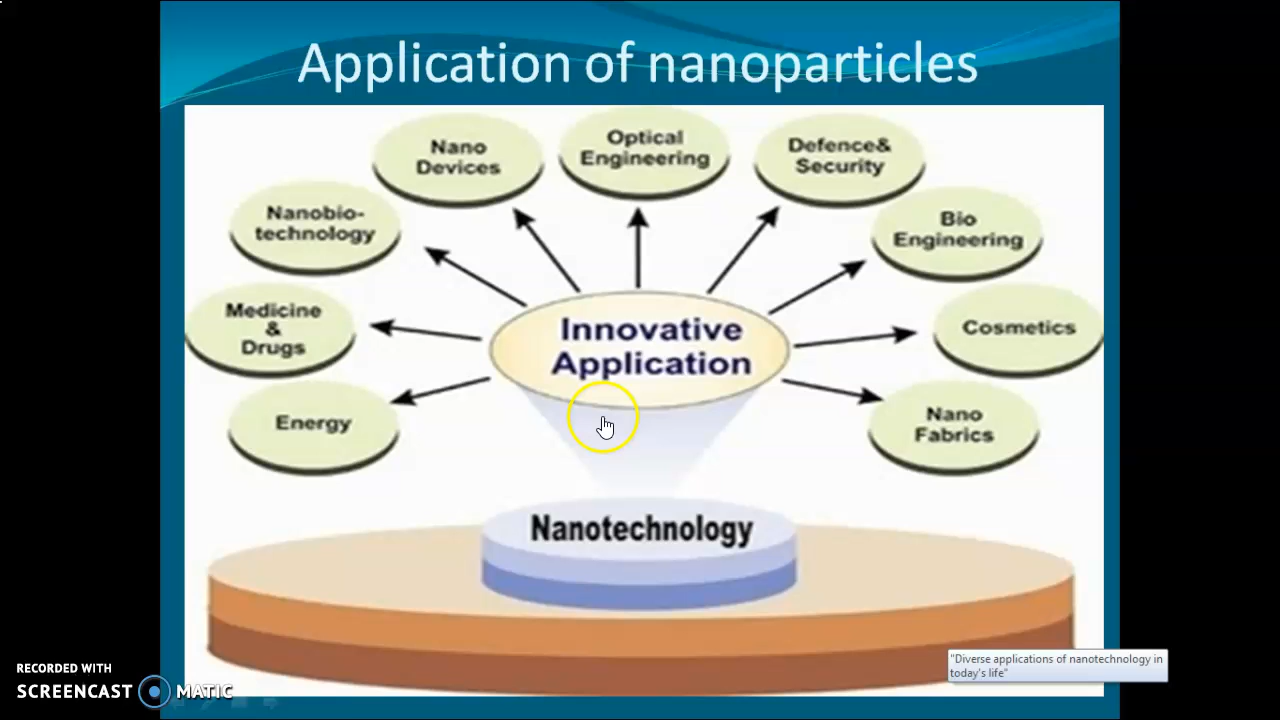 Application of nanoparticles
Nano
Devices
Optical
Engineering
Defence&
Security
Nanobio-
technology
Bio
Engineering
Medicine
&
Drugs
Innovative
Application
Cosmetics
Energy
Nano
Fabrics
Nanotechnology
"Diverse applications of nanotechnology in
today's life"
RECORDED WITH
SCREENCAST MATIC